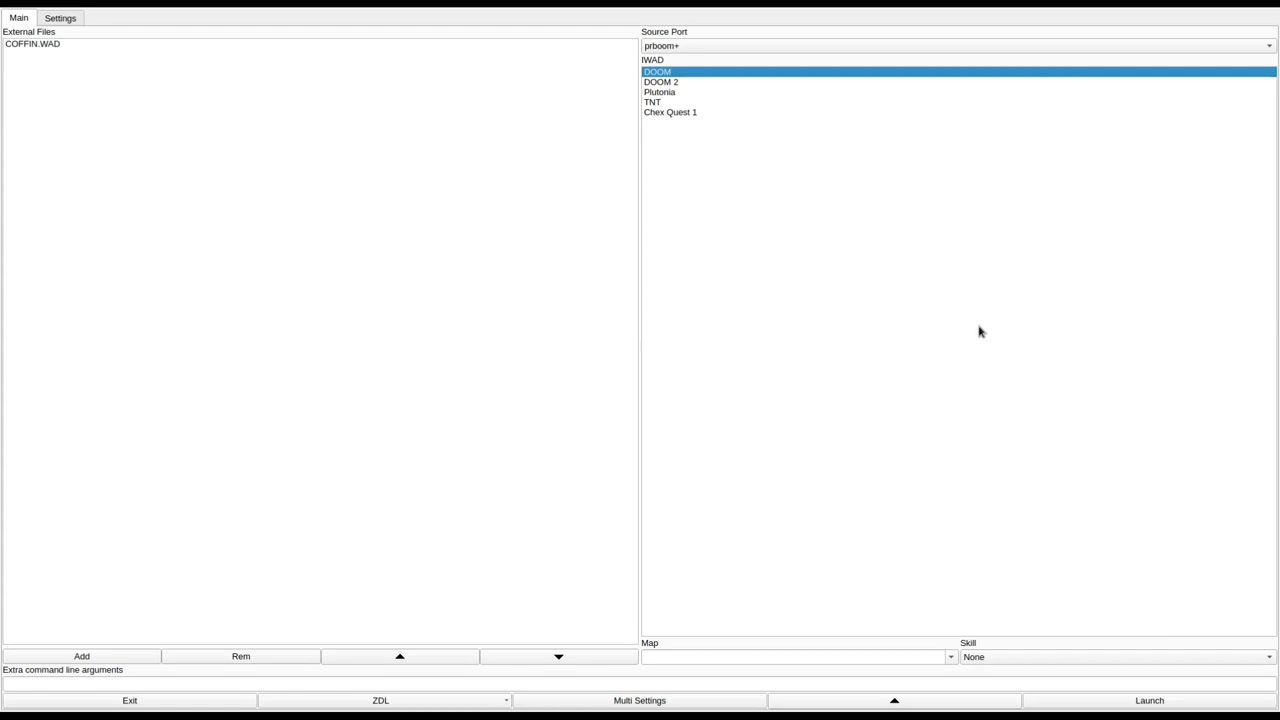 Main Settings
External Files
COFFIN.WAD
Source Port
prboom+
IWAD
DOOM
DOOM 2
Plutonia
TNT
Chex Quest 1
Map Skill
None
Add Rem
Extra command line arguments
Exit ZDL Multi Settings Launch